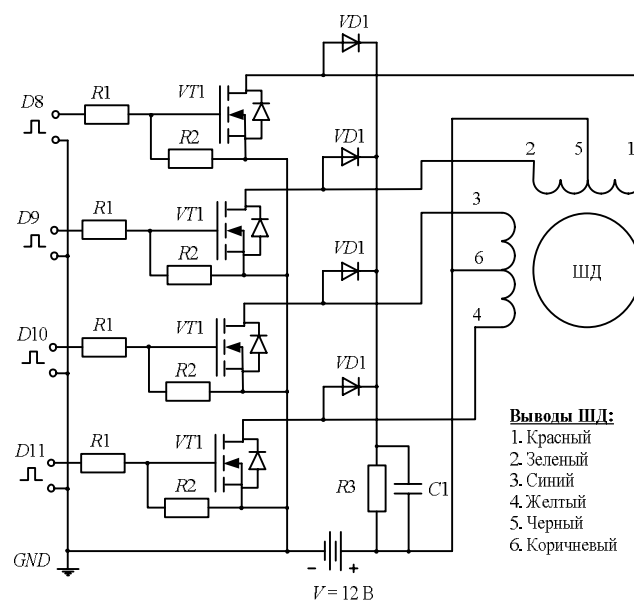 VD1
D8
R1
VT1
R2
VD1
2
5
1
D9
R1
VT1
R2
3
VD1
6
ШД
D10
R1
VT1
4
R2
VD1
D11
R1
VT1
R2
R3
C1
Выводы ШД:
1. Красный
2. Зеленый
3. Синий
4. Желтый
5. Черный
6. Коричневый
GND
− +
V = 12 В